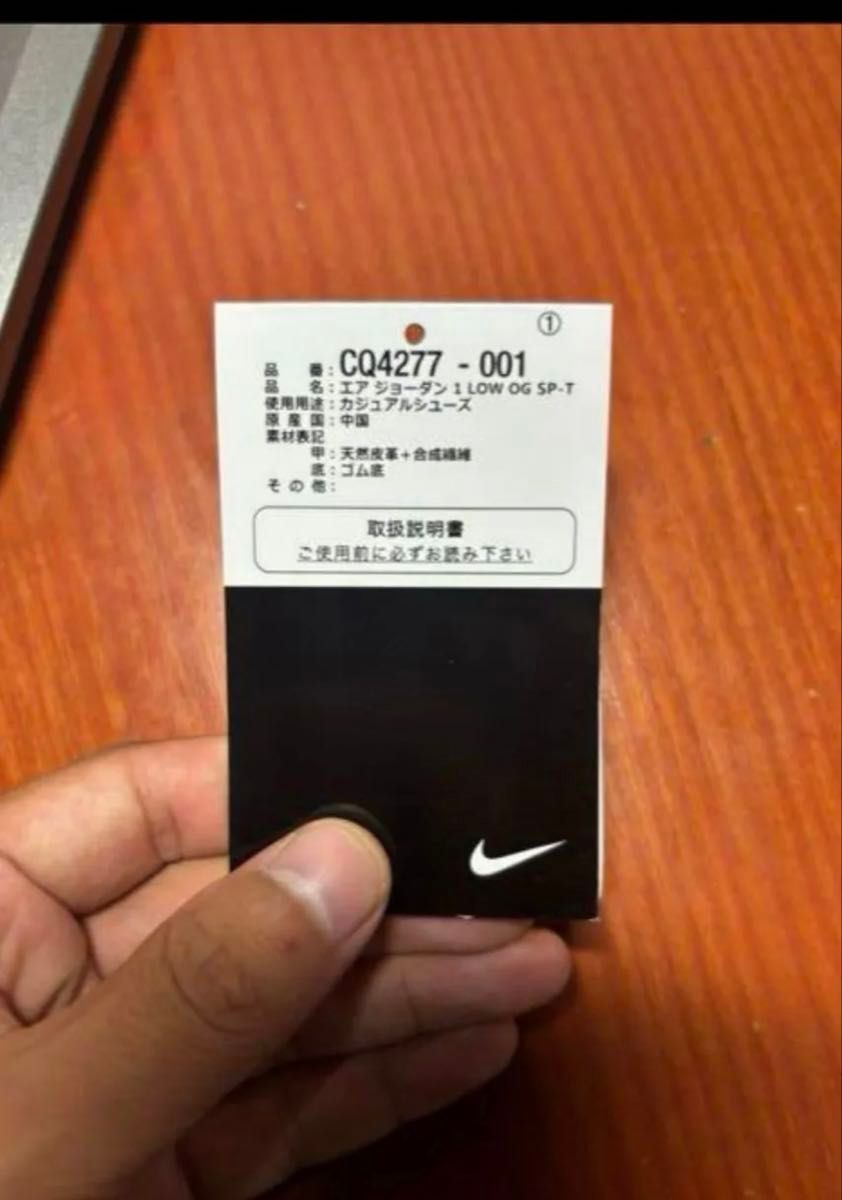 ①
品 番：CQ4277 - 001
品 名：エア ジョーダン 1 LOW OG SP-T
使用用途：カジュアルシューズ
原 産 国：中国
素材表記
甲：天然皮革＋合成繊維
底：ゴム底
そ の 他：
取扱説明書
ご使用前に必ずお読み下さい